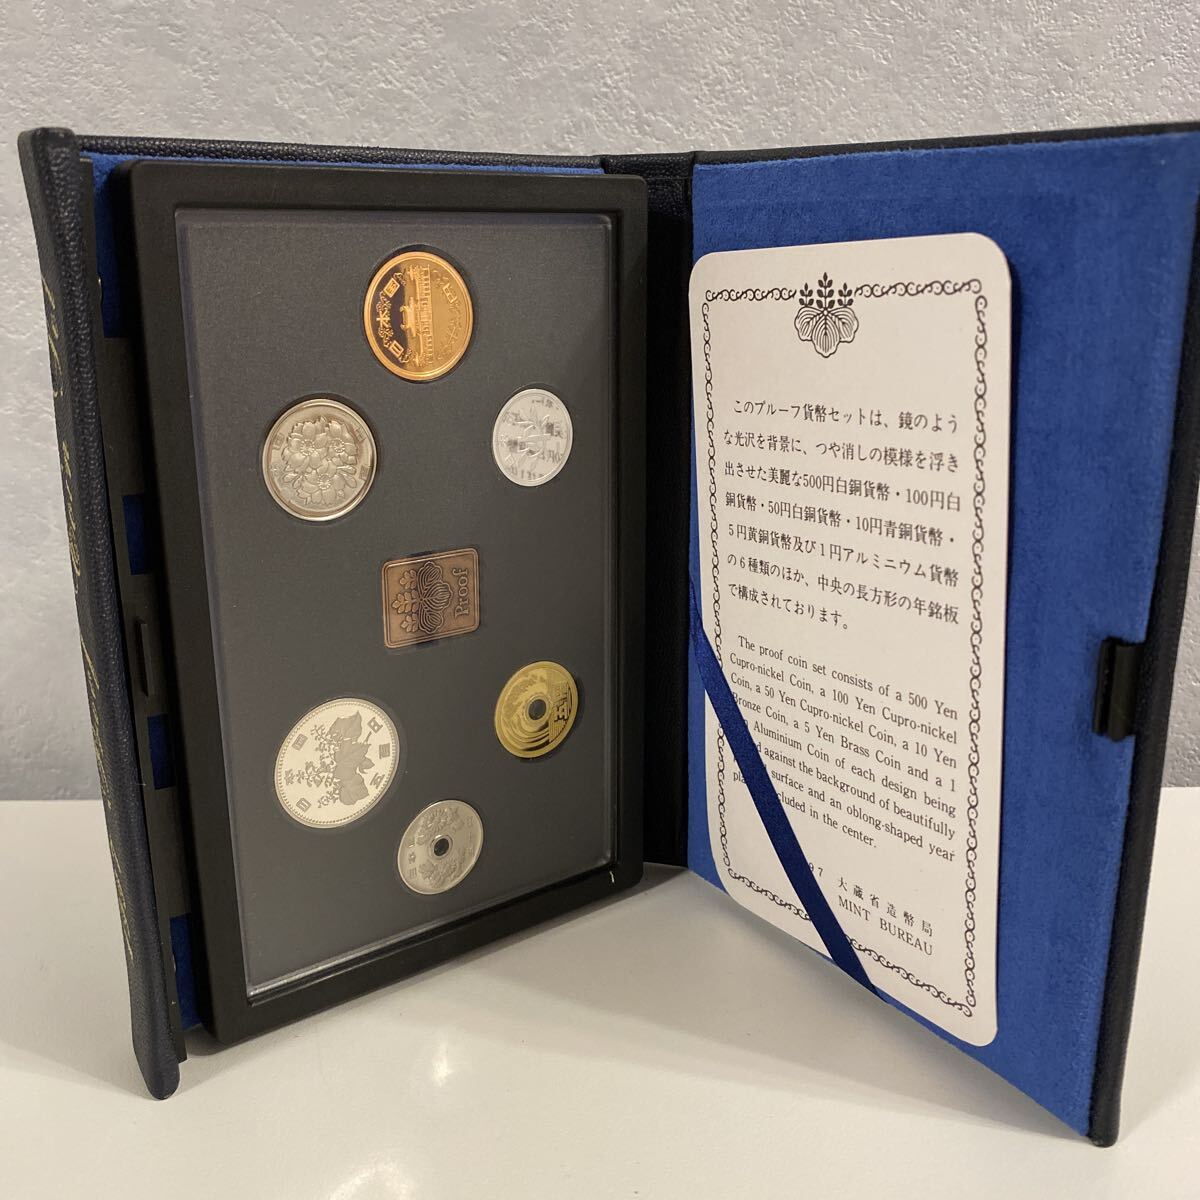 日本国
Proof
このプルーフ貨幣セットは、鏡のよう
な光沢を背景に、つや消しの模様を浮き
出させた美麗な500円白銅貨幣・100円白
銅貨幣・50円白銅貨幣・10円青銅貨幣・
5円黄銅貨幣及び1円アルミニウム貨幣
の6種類のほか、中央の長方形の年銘板
で構成されております。
The proof coin set consists of a 500 Yen
Cupro-nickel Coin, a 100 Yen Cupro-nickel
Coin, a 50 Yen Cupro-nickel Coin, a 10 Yen
Bronze Coin, a 5 Yen Brass Coin and a 1
Aluminium Coin of each design being
against the background of beautifully
surface and an oblong-shaped year
included in the center.
97 大蔵省造幣局
MINT BUREAU